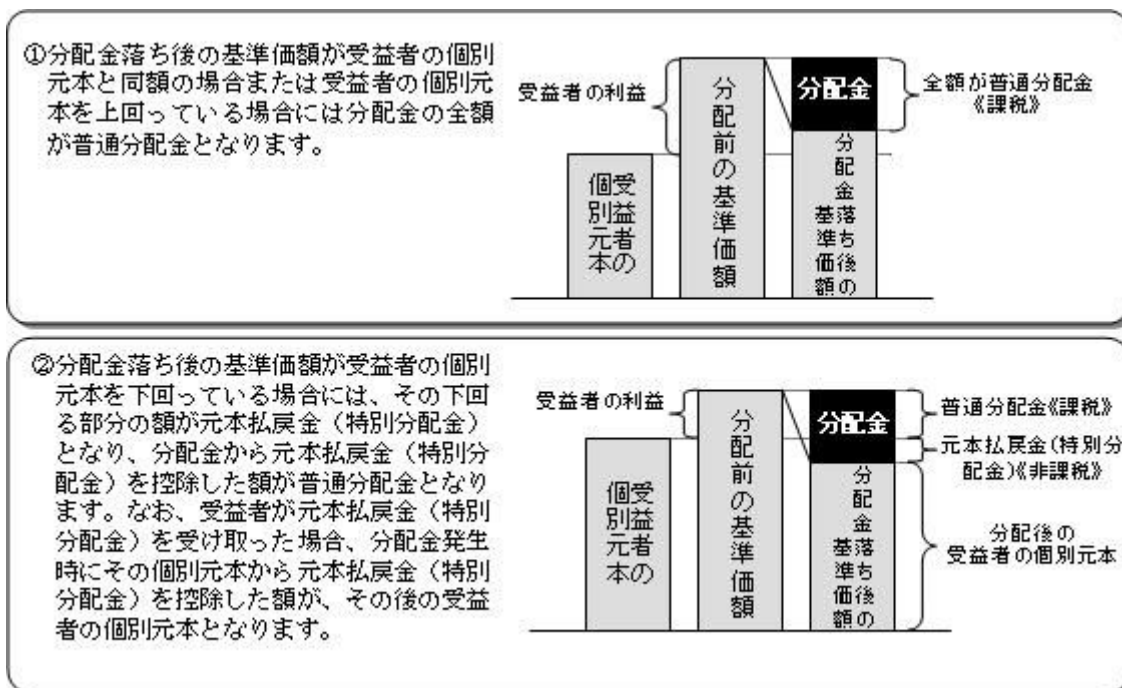 ①分配金落ち後の基準価額が受益者の個別
元本と同額の場合または受益者の個別元
本を上回っている場合には分配金の全額
が普通分配金となります。
受益者の利益
個別元本
受益者の
分配前の基準価額
分配金
分配金落ち後の
基準価額
全額が普通分配金
《課税》
②分配金落ち後の基準価額が受益者の個別
元本を下回っている場合には、その下回
る部分の額が元本払戻金（特別分配金）
となり、分配金から元本払戻金（特別分
配金）を控除した額が普通分配金となり
ます。なお、受益者が元本払戻金（特別
分配金）を受け取った場合、分配金発生
時にその個別元本から元本払戻金（特別
分配金）を控除した額が、その後の受益
者の個別元本となります。
受益者の利益
受益者の
個別元本
分配前の基準価額
分配金
分配金落ち後の
基準価額
普通分配金《課税》
元本払戻金(特別分
配金)《非課税》
分配後の
受益者の個別元本